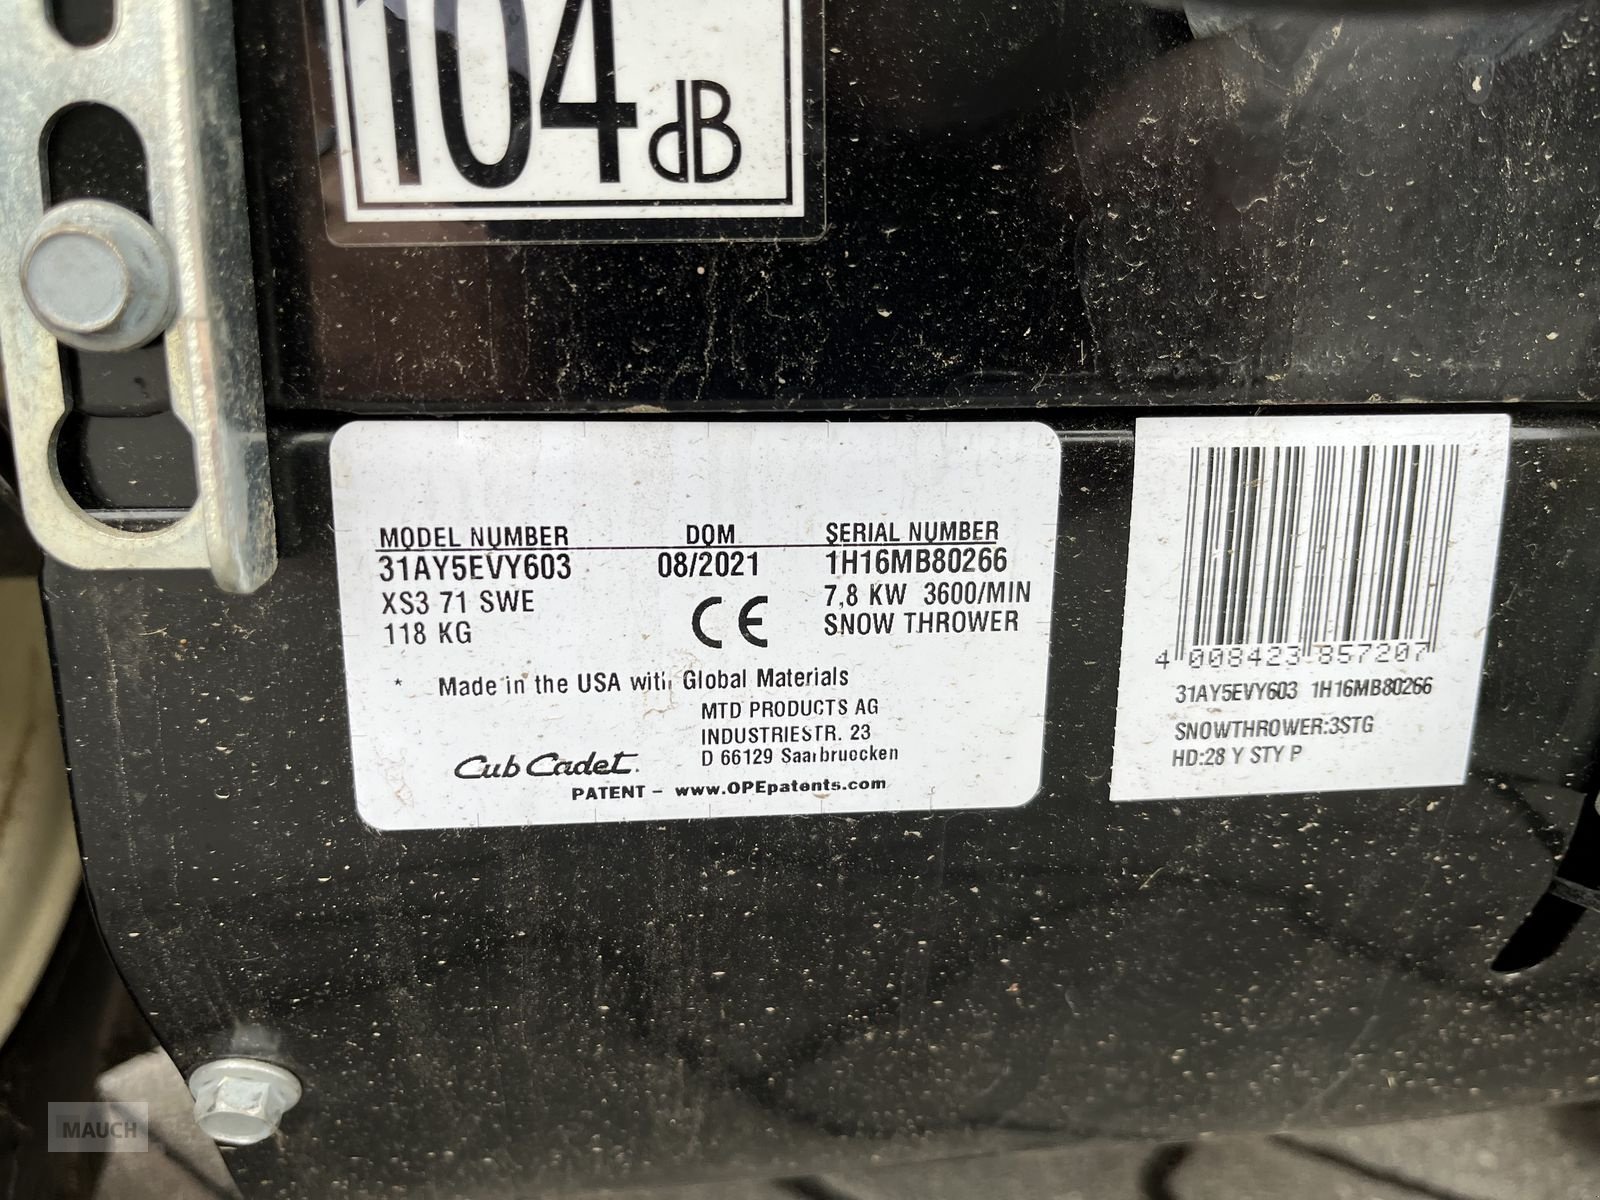 104 dB
MODEL NUMBER DOM SERIAL NUMBER
31AY5EVY603 08/2021 1H16MB80266
XS3 71 SWE 7,8 KW 3600/MIN
118 KG CE SNOW THROWER
* Made in the USA with Global Materials
MTD PRODUCTS AG
INDUSTRIESTR. 23
Cub Cadet. D 66129 Saarbruecken
PATENT – www.OPEpatents.com
4 008423 857207
31AY5EVY603 1H16MB80266
SNOWTHROWER:3STG
HD:28 Y STY P
MAUCH